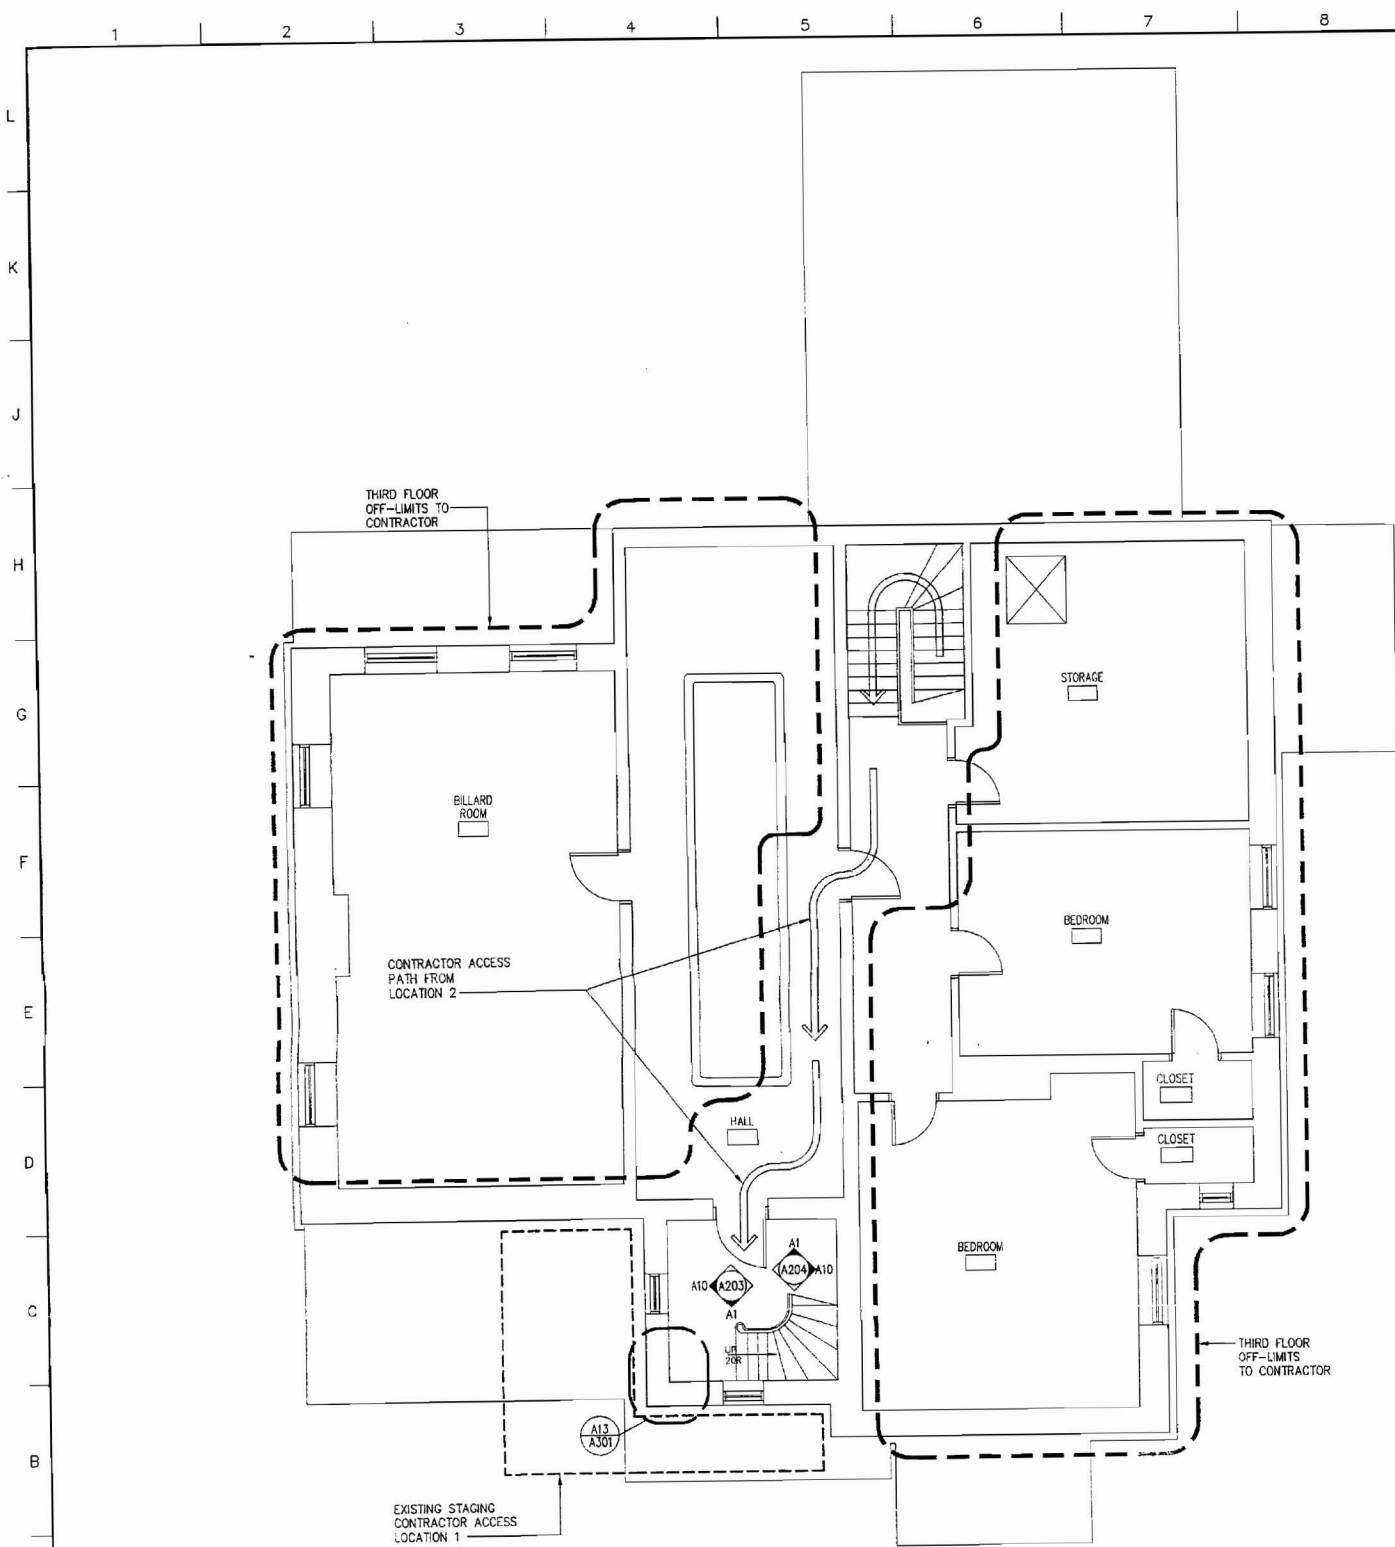 1 2 3 4 5 6 7 8
L
K
J
H
G
F
E
D
C
B
THIRD FLOOR
OFF-LIMITS TO
CONTRACTOR
STORAGE
BILLARD
ROOM
BEDROOM
CONTRACTOR ACCESS
PATH FROM
LOCATION 2
CLOSET
HALL
CLOSET
BEDROOM
A1
A204 A10
A10 A203
A1
UP
20R
THIRD FLOOR
OFF-LIMITS
TO CONTRACTOR
A13
A301
EXISTING STAGING
CONTRACTOR ACCESS
LOCATION 1